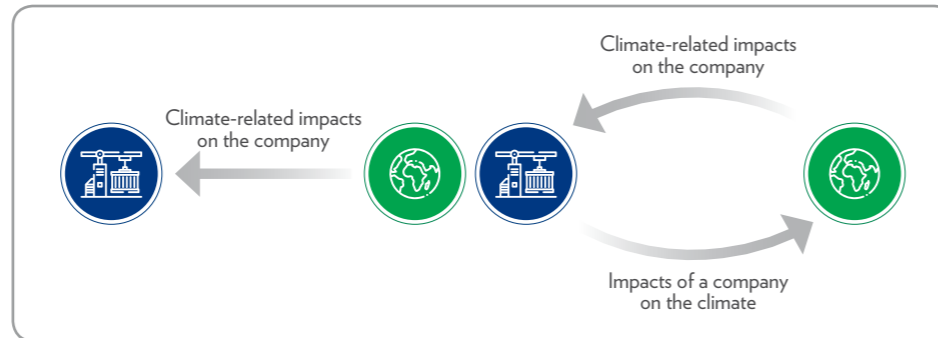 Climate-related impacts
on the company
Climate-related impacts
on the company
Impacts of a company
on the climate